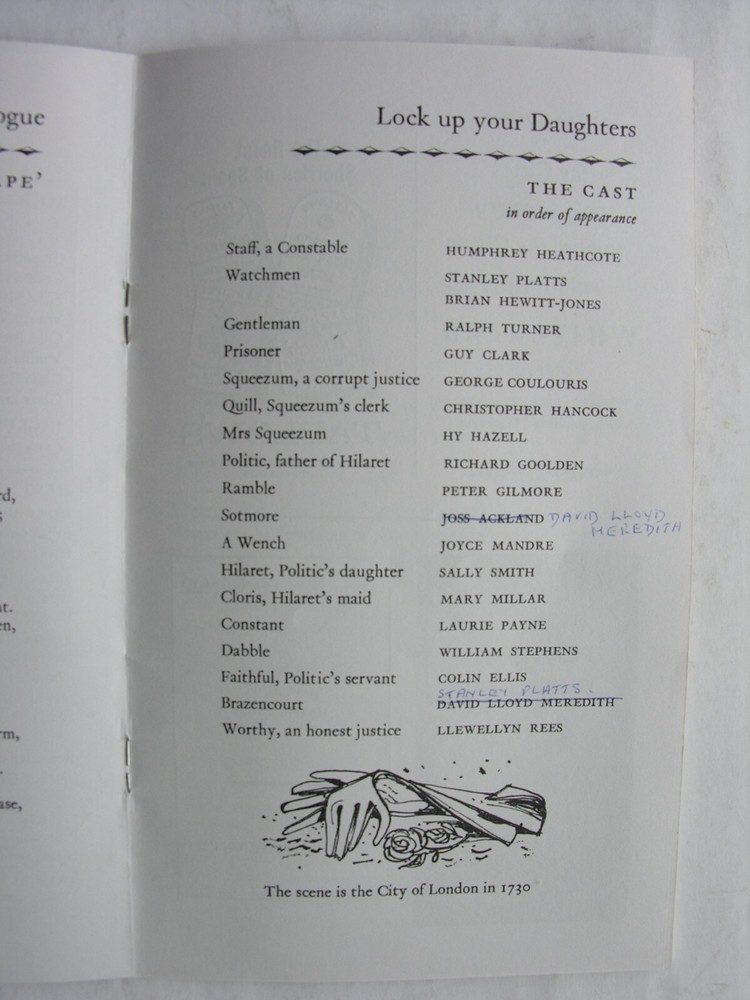 ogue
PE'
rd,
nt.
en,
rm,
ase,
Lock up your Daughters
THE CAST
in order of appearance
Staff, a Constable HUMPHREY HEATHCOTE
Watchmen STANLEY PLATTS
BRIAN HEWITT-JONES
Gentleman RALPH TURNER
Prisoner GUY CLARK
Squeezum, a corrupt justice GEORGE COULOURIS
Quill, Squeezum's clerk CHRISTOPHER HANCOCK
Mrs Squeezum HY HAZELL
Politic, father of Hilaret RICHARD GOOLDEN
Ramble PETER GILMORE
Sotmore JOSS ACKLAND DAVID LLOYD
MEREDITH
A Wench JOYCE MANDRE
Hilaret, Politic's daughter SALLY SMITH
Cloris, Hilaret's maid MARY MILLAR
Constant LAURIE PAYNE
Dabble WILLIAM STEPHENS
Faithful, Politic's servant COLIN ELLIS
STANLEY PLATTS.
Brazencourt DAVID LLOYD MEREDITH
Worthy, an honest justice LLEWELLYN REES
The scene is the City of London in 1730